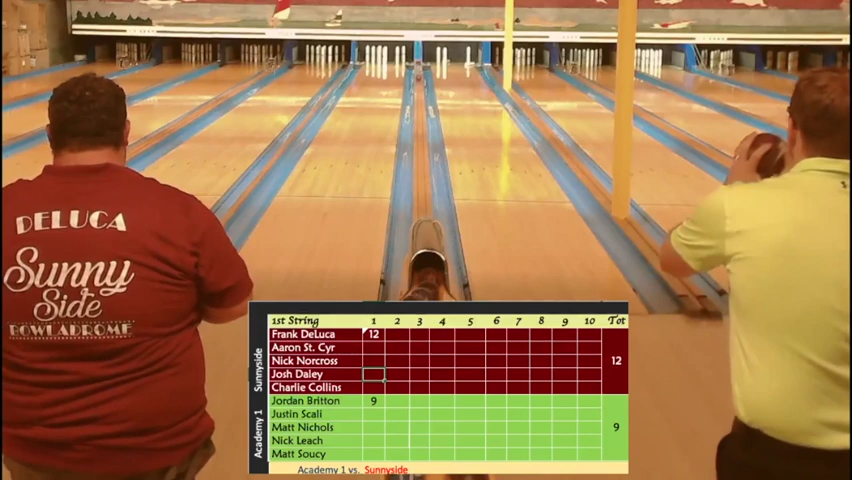 DELUCA
Sunny
Side
BOWLADROME
1st String 1 2 3 4 5 6 7 8 9 10 Tot
Sunnyside
Frank DeLuca 12
Aaron St. Cyr
Nick Norcross 12
Josh Daley
Charlie Collins
Academy 1
Jordan Britton 9
Justin Scali
Matt Nichols 9
Nick Leach
Matt Soucy
Academy 1 vs. Sunnyside